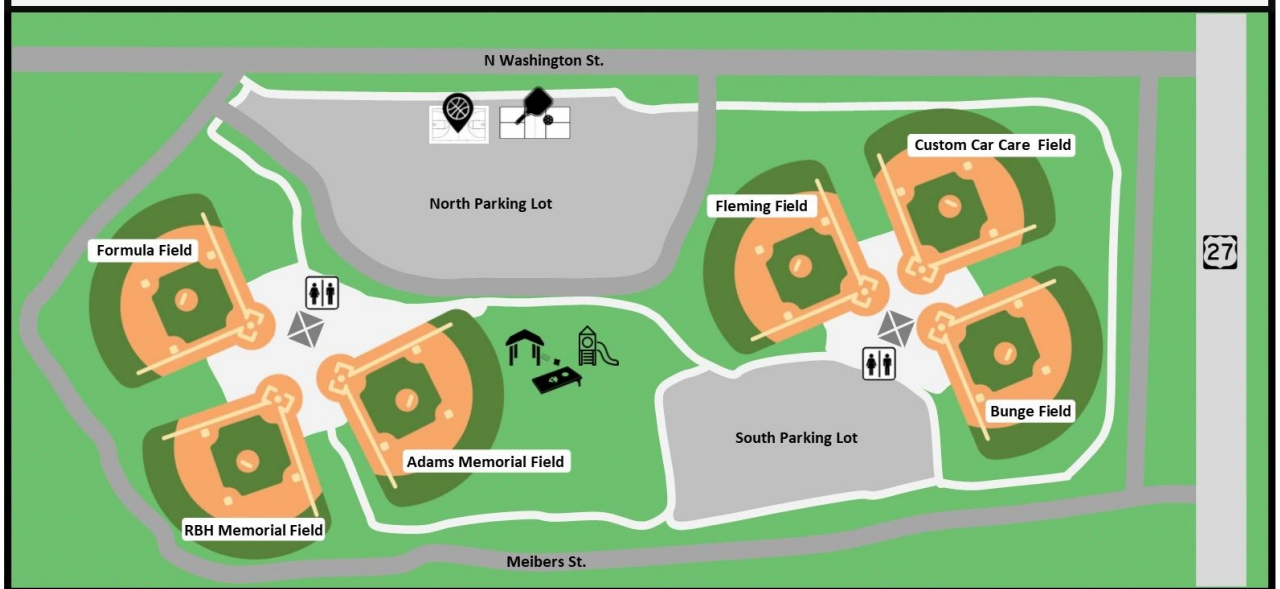 N Washington St.
Custom Car Care Field
Fleming Field
North Parking Lot
Formula Field
27
Bunge Field
South Parking Lot
Adams Memorial Field
RBH Memorial Field
Meibers St.